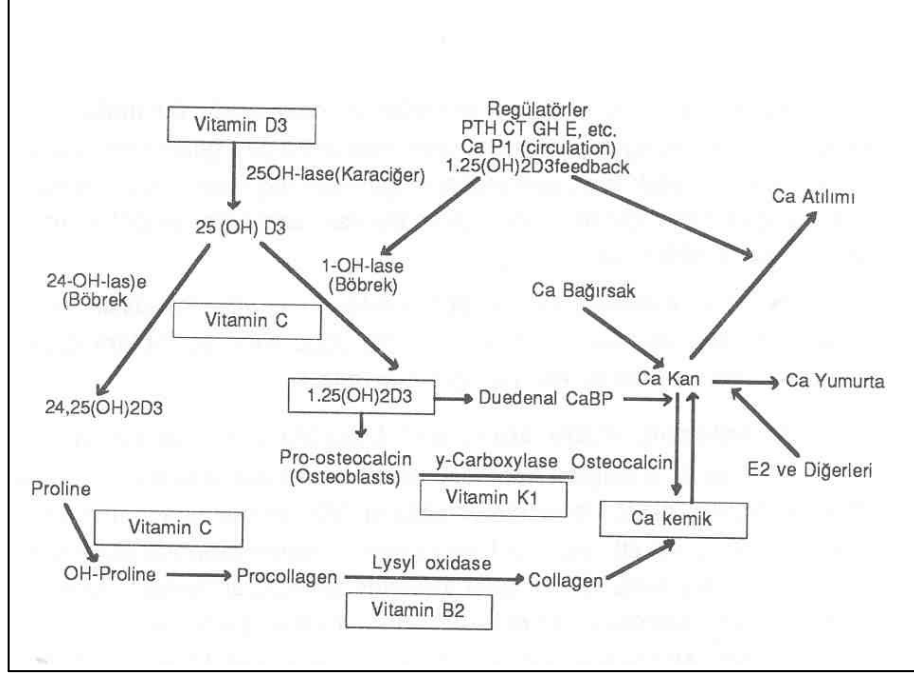 Vitamin D3
Regülatörler
PTH CT GH E, etc.
Ca P1 (circulation)
1.25(OH)2D3feedback
25OH-lase(Karaciğer)
Ca Atılımı
25 (OH) D3
24-OH-las)e
(Böbrek
1-OH-lase
(Böbrek)
Vitamin C
Ca Bağırsak
24,25(OH)2D3
1.25(OH)2D3
Duedenal CaBP
Ca Kan
Ca Yumurta
Pro-osteocalcin
(Osteoblasts)
y-Carboxylase
Osteocalcin
E2 ve Diğerleri
Vitamin K1
Proline
Vitamin C
Ca kemik
OH-Proline
Procollagen
Lysyl oxidase
Collagen
Vitamin B2